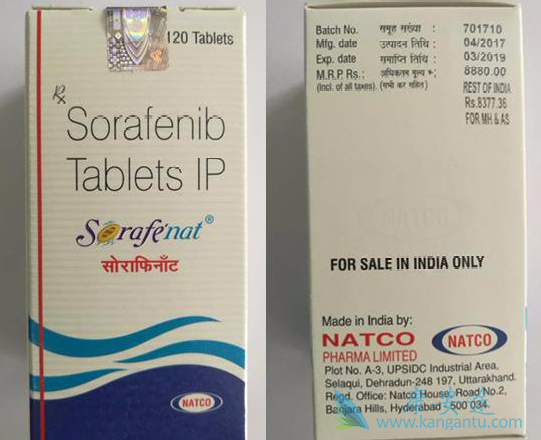 120 Tablets
Rx
Sorafenib
Tablets IP
Sorafenat®
सोराफिनॉट
NATCO
Batch No. समूह संख्या : 701710
Mfg. date उत्पादन तिथि : 04/2017
Exp. date समाप्ति तिथि : 03/2019
M.R.P Rs.: अधिकतम मूल्य रु: 8880.00
(Incl. of all taxes). (सभी कर सहित) REST OF INDIA
Rs.8377.36
FOR MH & AS
NATCO
FOR SALE IN INDIA ONLY
Made in India by:
NATCO
PHARMA LIMITED
NATCO
Plot No. A-3, UPSIDC Industrial Area,
Selaqui, Dehradun-248 197, Uttarakhand.
Regd. Office: Natco House, Road No.2,
Banjara Hills, Hyderabad 500 034.
康安途
www.kangantu.com